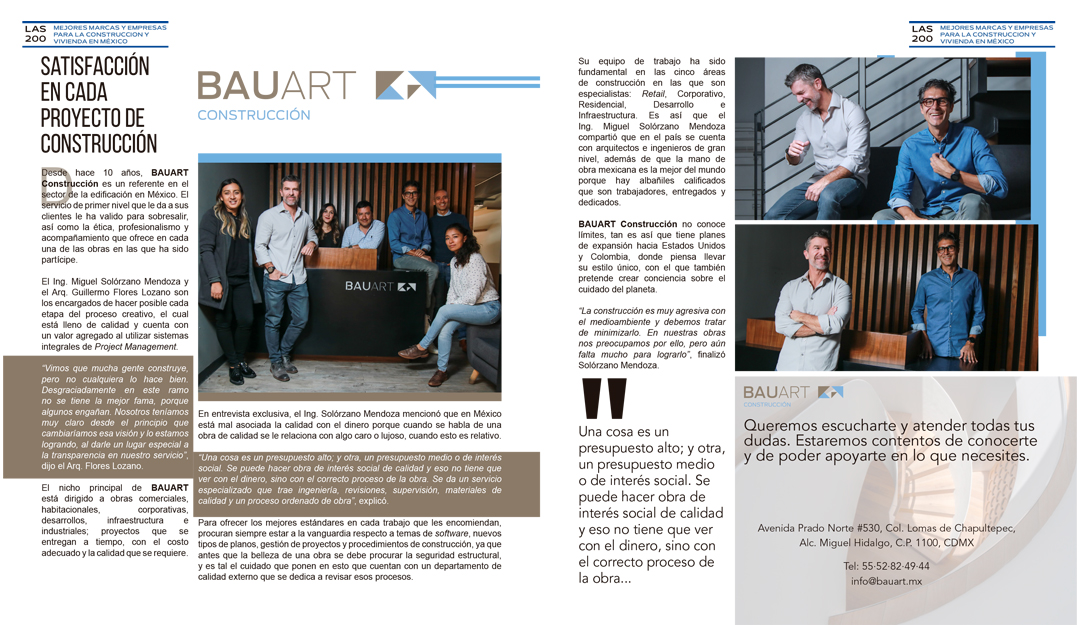 LAS
200
MEJORES MARCAS Y EMPRESAS
PARA LA CONSTRUCCION Y
VIVIENDA EN MÉXICO
SATISFACCIÓN
EN CADA
PROYECTO DE
CONSTRUCCIÓN
BAUART
CONSTRUCCIÓN
Desde hace 10 años, BAUART
Construcción es un referente en el
sector de la edificación en México. El
servicio de primer nivel que le da a sus
clientes le ha valido para sobresalir,
así como la ética, profesionalismo y
acompañamiento que ofrece en cada
una de las obras en las que ha sido
partícipe.
El Ing. Miguel Solórzano Mendoza y
el Arq. Guillermo Flores Lozano son
los encargados de hacer posible cada
etapa del proceso creativo, el cual
está lleno de calidad y cuenta con
un valor agregado al utilizar sistemas
integrales de Project Management.
“Vimos que mucha gente construye,
pero no cualquiera lo hace bien.
Desgraciadamente en este ramo
no se tiene la mejor fama, porque
algunos engañan. Nosotros teníamos
muy claro desde el principio que
cambiaríamos esa visión y lo estamos
logrando, al darle un lugar especial a
la transparencia en nuestro servicio”,
dijo el Arq. Flores Lozano.
El nicho principal de BAUART
está dirigido a obras comerciales,
habitacionales, corporativas,
desarrollos, infraestructura e
industriales; proyectos que se
entregan a tiempo, con el costo
adecuado y la calidad que se requiere.
BAUART
En entrevista exclusiva, el Ing. Solórzano Mendoza mencionó que en México
está mal asociada la calidad con el dinero porque cuando se habla de una
obra de calidad se le relaciona con algo caro o lujoso, cuando esto es relativo.
“Una cosa es un presupuesto alto; y otra, un presupuesto medio o de interés
social. Se puede hacer obra de interés social de calidad y eso no tiene que
ver con el dinero, sino con el correcto proceso de la obra. Se da un servicio
especializado que trae ingeniería, revisiones, supervisión, materiales de
calidad y un proceso ordenado de obra”, explicó.
Para ofrecer los mejores estándares en cada trabajo que les encomiendan,
procuran siempre estar a la vanguardia respecto a temas de software, nuevos
tipos de planos, gestión de proyectos y procedimientos de construcción, ya que
antes que la belleza de una obra se debe procurar la seguridad estructural,
y es tal el cuidado que ponen en esto que cuentan con un departamento de
calidad externo que se dedica a revisar esos procesos.
LAS
200
MEJORES MARCAS Y EMPRESAS
PARA LA CONSTRUCCION Y
VIVIENDA EN MÉXICO
Su equipo de trabajo ha sido
fundamental en las cinco áreas
de construcción en las que son
especialistas: Retail, Corporativo,
Residencial, Desarrollo e
Infraestructura. Es así que el
Ing. Miguel Solórzano Mendoza
compartió que en el país se cuenta
con arquitectos e ingenieros de gran
nivel, además de que la mano de
obra mexicana es la mejor del mundo
porque hay albañiles calificados
que son trabajadores, entregados y
dedicados.
BAUART Construcción no conoce
límites, tan es así que tiene planes
de expansión hacia Estados Unidos
y Colombia, donde piensa llevar
su estilo único, con el que también
pretende crear conciencia sobre el
cuidado del planeta.
“La construcción es muy agresiva con
el medioambiente y debemos tratar
de minimizarlo. En nuestras obras
nos preocupamos por ello, pero aún
falta mucho para lograrlo”, finalizó
Solórzano Mendoza.
"
Una cosa es un
presupuesto alto; y otra,
un presupuesto medio
o de interés social. Se
puede hacer obra de
interés social de calidad
y eso no tiene que ver
con el dinero, sino con
el correcto proceso de
la obra...
BAUART
CONSTRUCCIÓN
Queremos escucharte y atender todas tus
dudas. Estaremos contentos de conocerte
y de poder apoyarte en lo que necesites.
Avenida Prado Norte #530, Col. Lomas de Chapultepec,
Alc. Miguel Hidalgo, C.P. 1100, CDMX
Tel: 55·52·82·49·44
info@bauart.mx